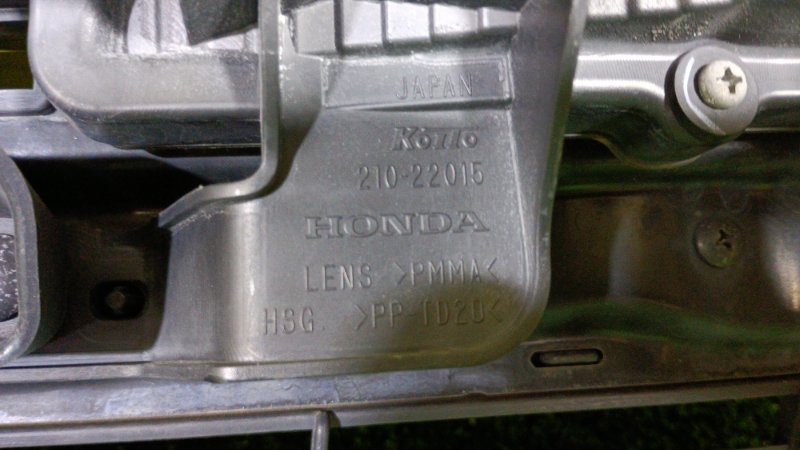 JAPAN
KOITO
210-22015
HONDA
LENS >PMMA<
HSG. >PP-TD20<